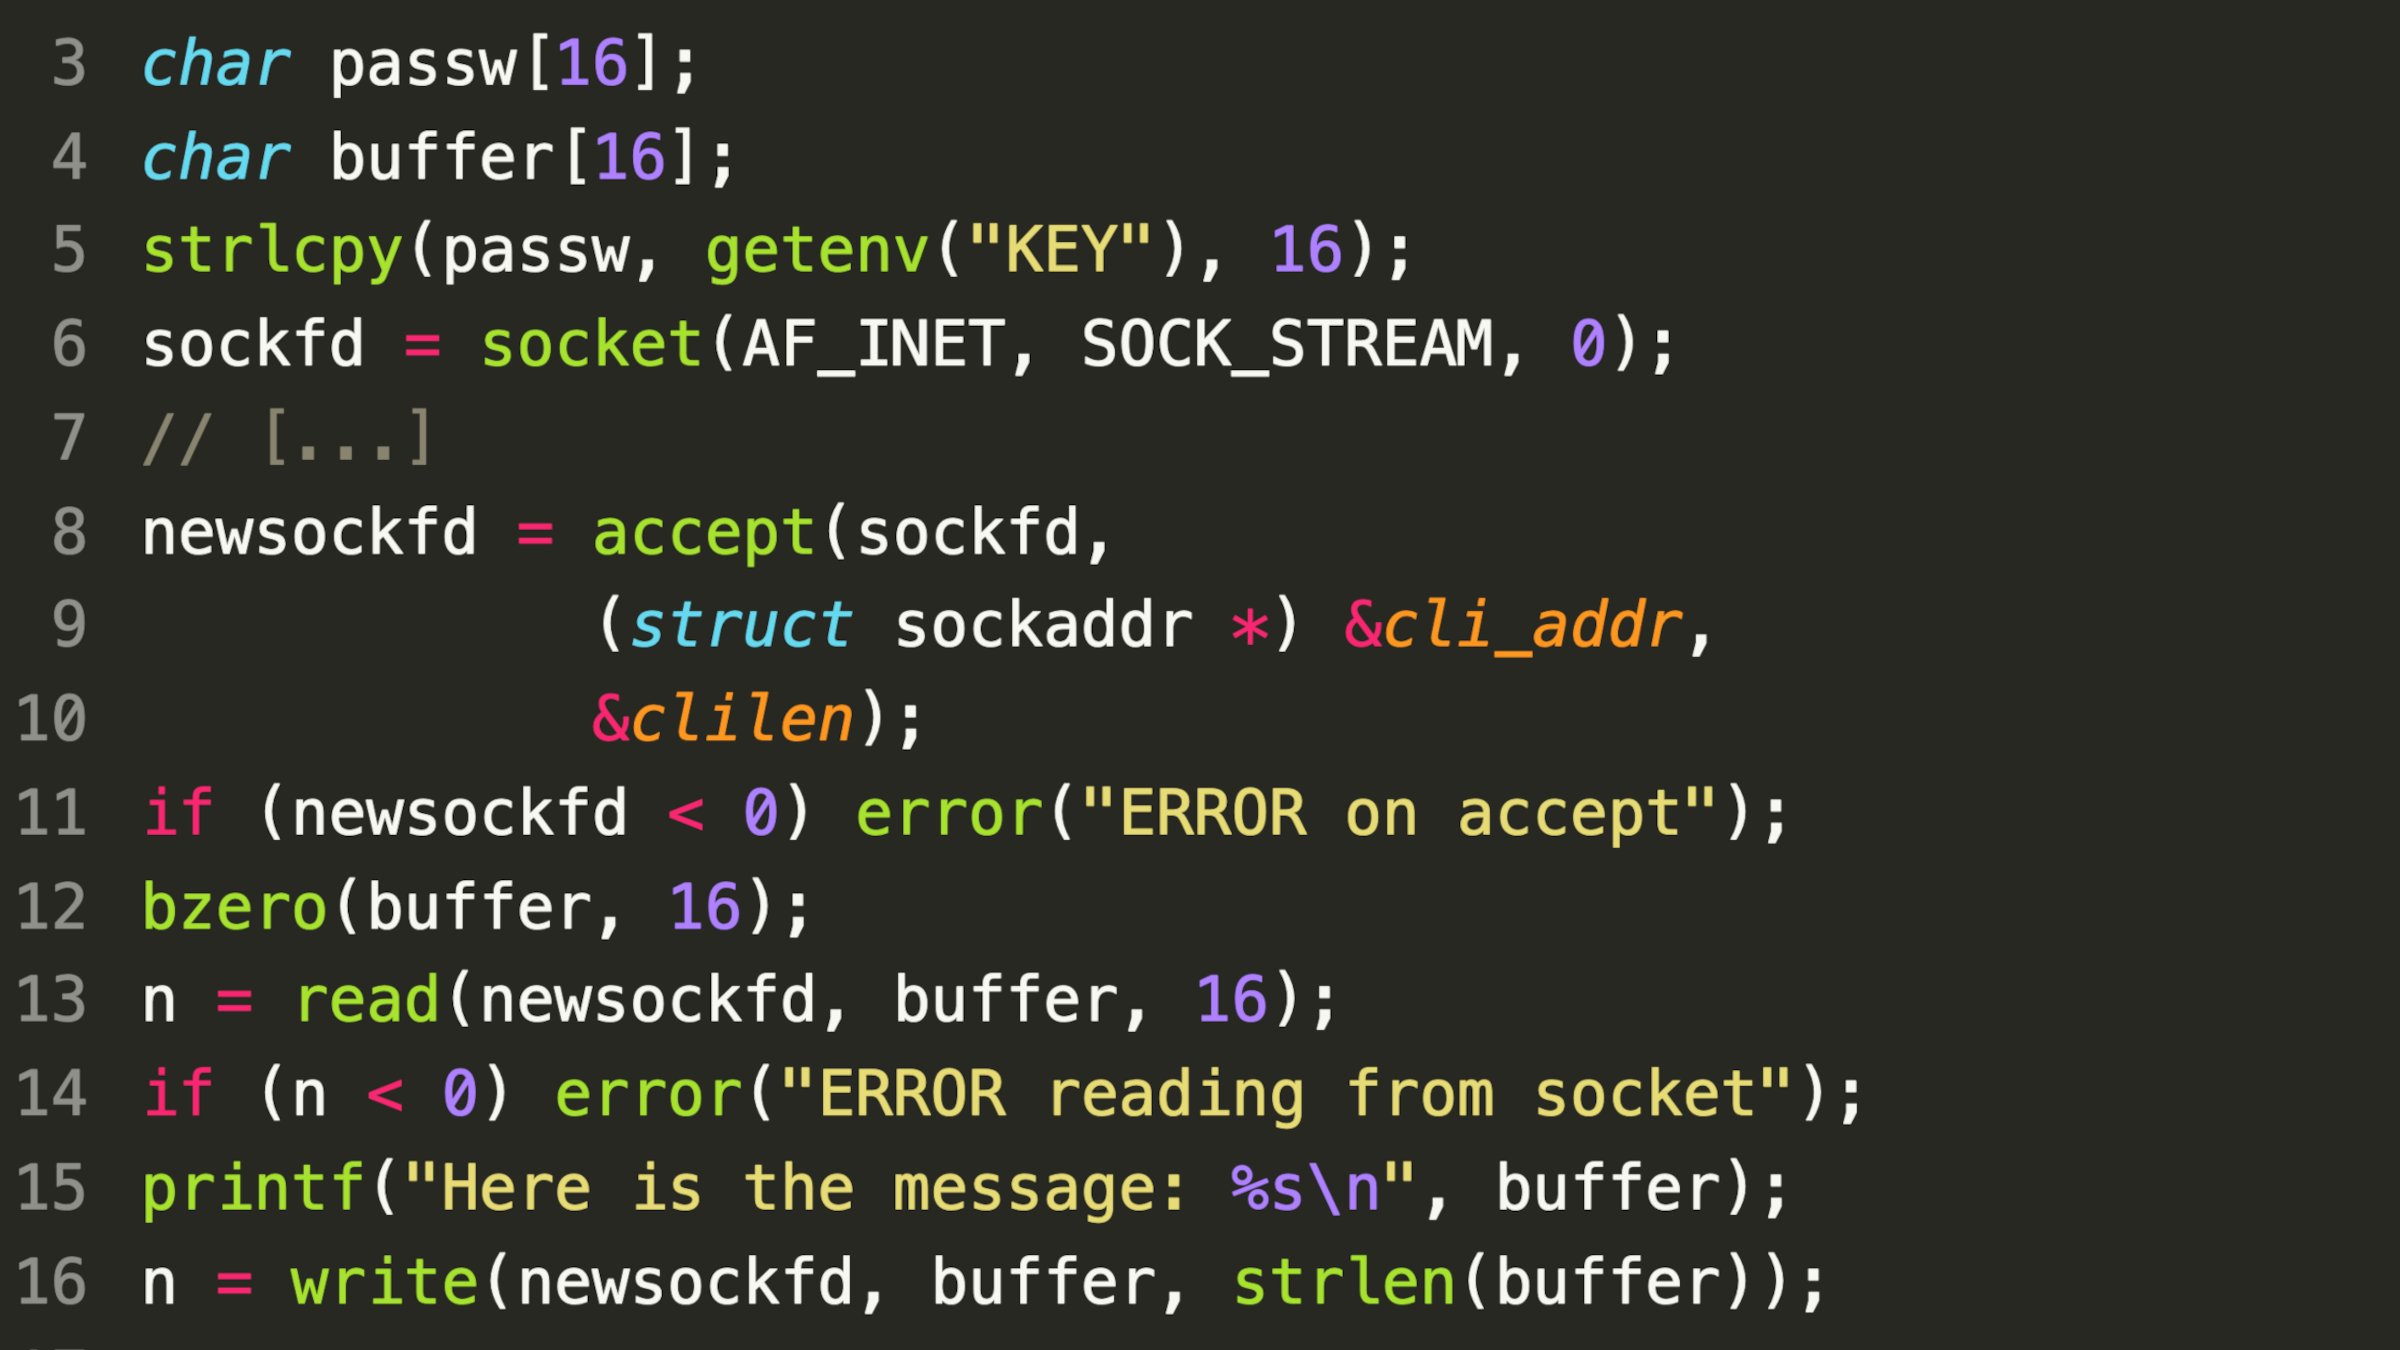 3 char passw[16];
4 char buffer[16];
5 strlcpy(passw, getenv("KEY"), 16);
6 sockfd = socket(AF_INET, SOCK_STREAM, 0);
7 // [...]
8 newsockfd = accept(sockfd,
9 (struct sockaddr *) &cli_addr,
10 &clilen);
11 if (newsockfd < 0) error("ERROR on accept");
12 bzero(buffer, 16);
13 n = read(newsockfd, buffer, 16);
14 if (n < 0) error("ERROR reading from socket");
15 printf("Here is the message: %s\n", buffer);
16 n = write(newsockfd, buffer, strlen(buffer));